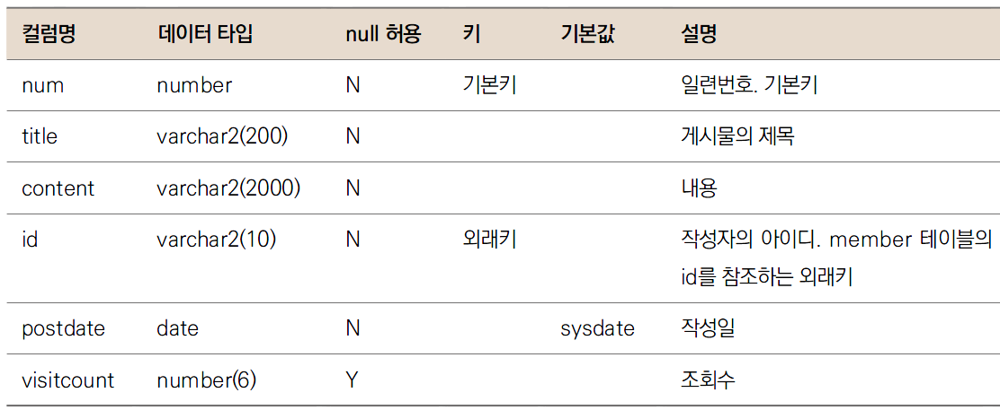 컬럼명 데이터 타입 null 허용 키 기본값 설명
num number N 기본키 일련번호. 기본키
title varchar2(200) N 게시물의 제목
content varchar2(2000) N 내용
id varchar2(10) N 외래키 작성자의 아이디. member 테이블의
id를 참조하는 외래키
postdate date N sysdate 작성일
visitcount number(6) Y 조회수